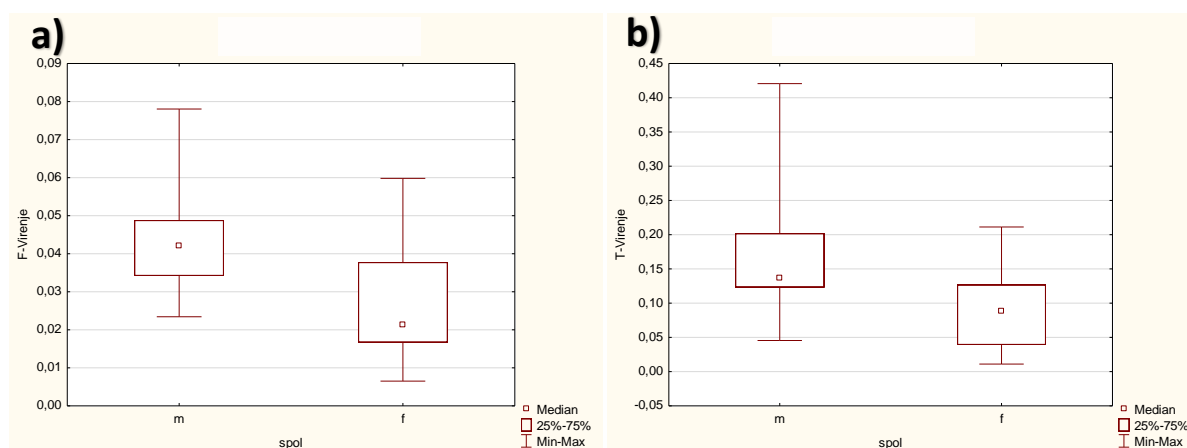 a)
0,09
0,08
0,07
0,06
0,05
0,04
0,03
0,02
0,01
0,00
F-Virenje
m
f
spol
Median
25%-75%
Min-Max
b)
0,45
0,40
0,35
0,30
0,25
0,20
0,15
0,10
0,05
0,00
-0,05
T-Virenje
m
f
spol
Median
25%-75%
Min-Max